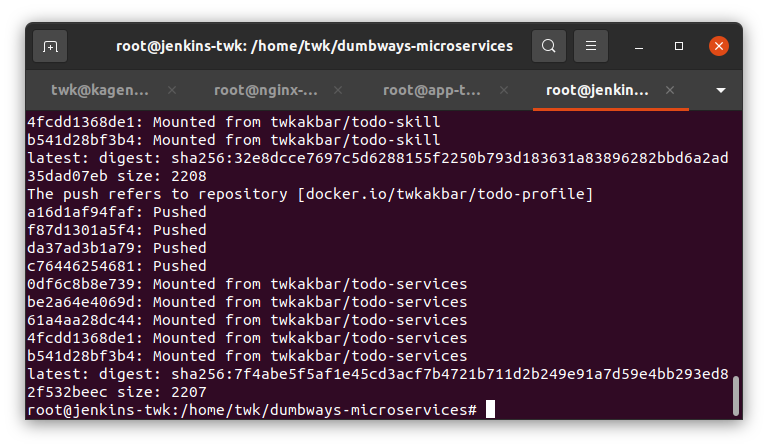 root@jenkins-twk: /home/twk/dumbways-microservices
twk@kagen...
root@nginx-...
root@app-t...
root@jenkin...
4fcdd1368de1: Mounted from twkakbar/todo-skill
b541d28bf3b4: Mounted from twkakbar/todo-skill
latest: digest: sha256:32e8dcce7697c5d6288155f2250b793d183631a83896282bbd6a2ad
35dad07eb size: 2208
The push refers to repository [docker.io/twkakbar/todo-profile]
a16d1af94faf: Pushed
f87d1301a5f4: Pushed
da37ad3b1a79: Pushed
c76446254681: Pushed
0df6c8b8e739: Mounted from twkakbar/todo-services
be2a64e4069d: Mounted from twkakbar/todo-services
61a4aa28dc44: Mounted from twkakbar/todo-services
4fcdd1368de1: Mounted from twkakbar/todo-services
b541d28bf3b4: Mounted from twkakbar/todo-services
latest: digest: sha256:7f4abe5f5af1e45cd3acf7b4721b711d2b249e91a7d59e4bb293ed8
2f532beec size: 2207
root@jenkins-twk:/home/twk/dumbways-microservices#